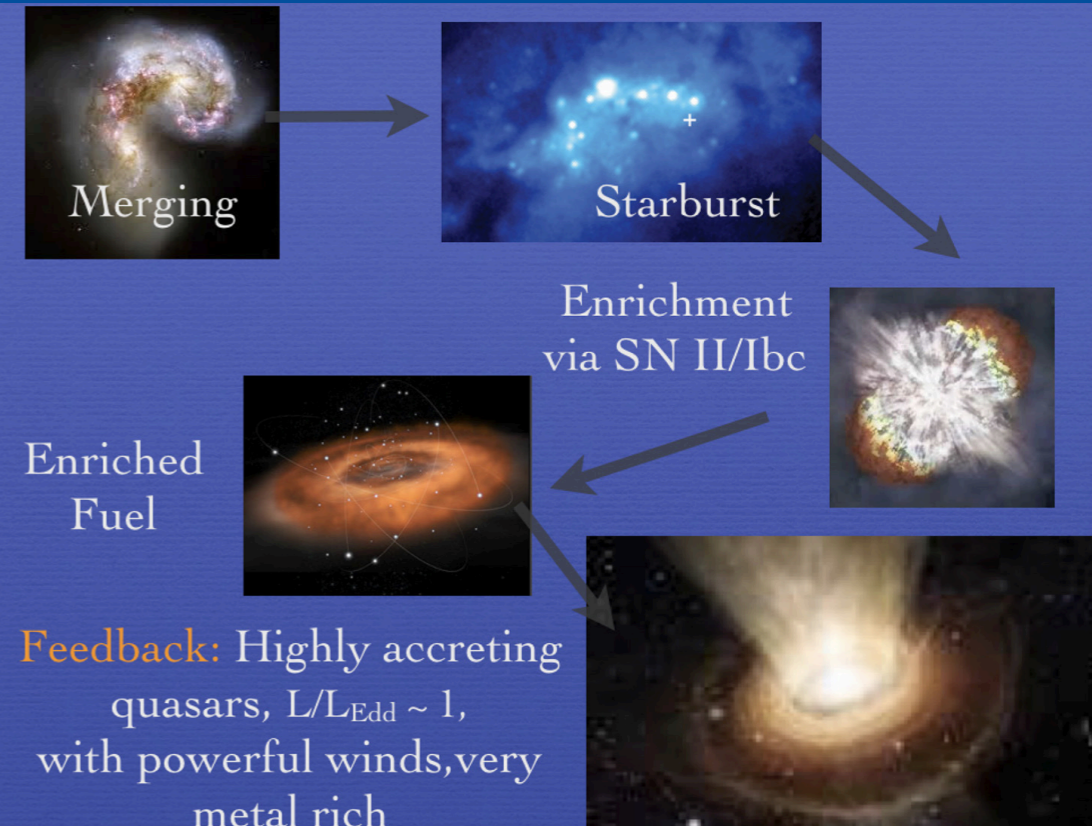 Merging
Starburst
Enrichment
via SN II/Ibc
Enriched
Fuel
Feedback: Highly accreting
quasars, L/LEdd ~ 1,
with powerful winds,very
metal rich